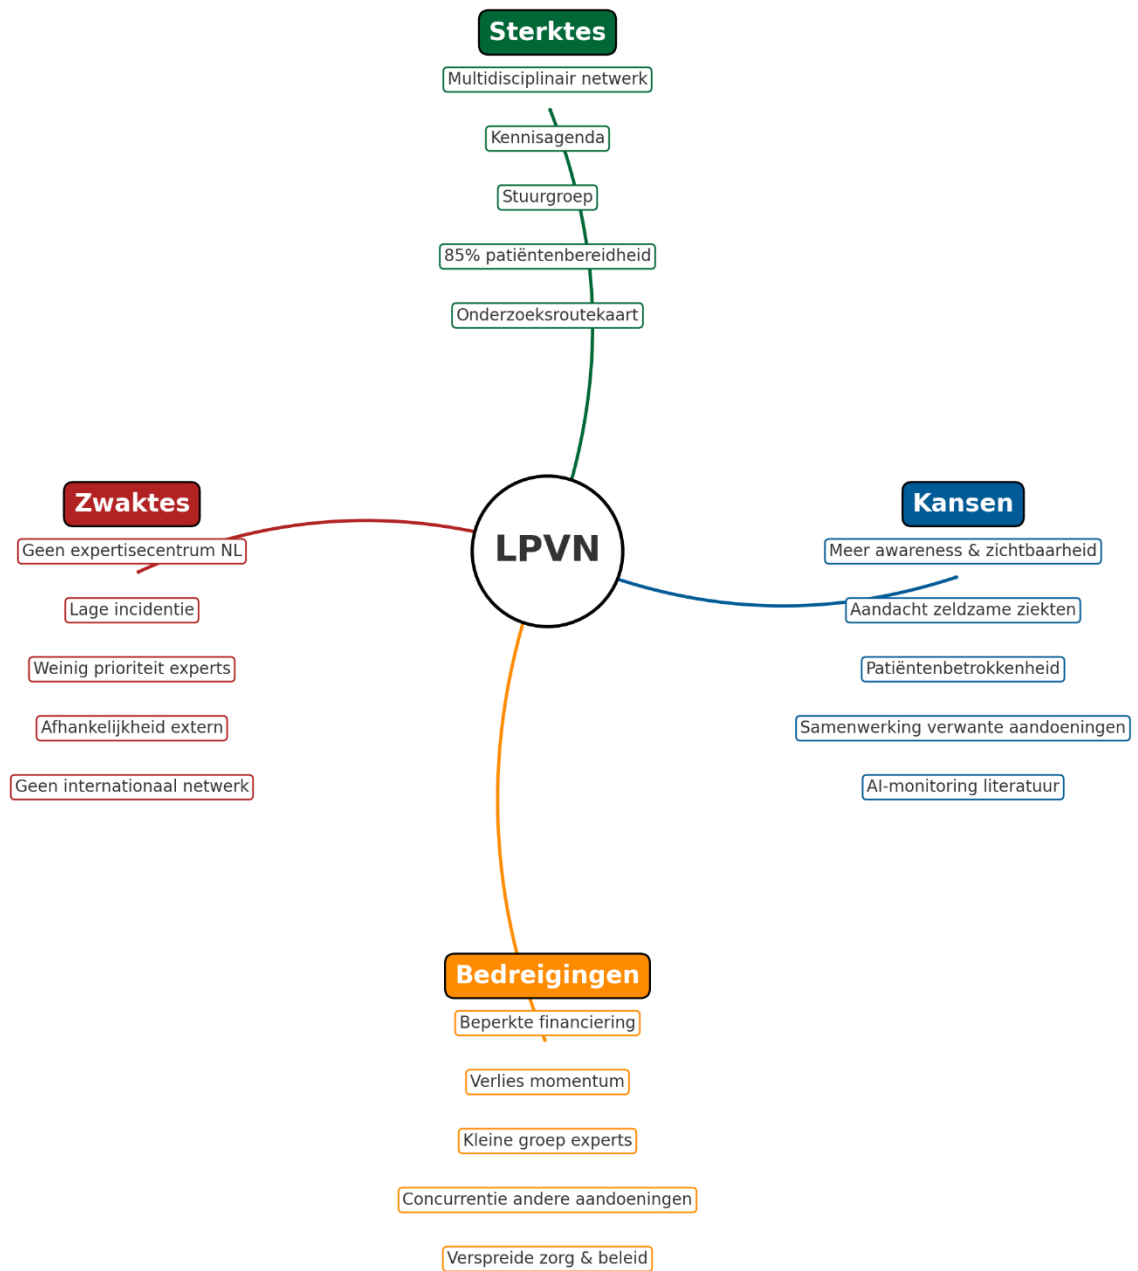 Sterktes
Multidisciplinair netwerk
Kennisagenda
Stuurgroep
85% patiëntenbereidheid
Onderzoeksroutekaart
Zwaktes
Geen expertisecentrum NL
Lage incidentie
Weinig prioriteit experts
Afhankelijkheid extern
Geen internationaal netwerk
LPVN
Kansen
Meer awareness & zichtbaarheid
Aandacht zeldzame ziekten
Patiëntenbetrokkenheid
Samenwerking verwante aandoeningen
AI-monitoring literatuur
Bedreigingen
Beperkte financiering
Verlies momentum
Kleine groep experts
Concurrentie andere aandoeningen
Verspreide zorg & beleid